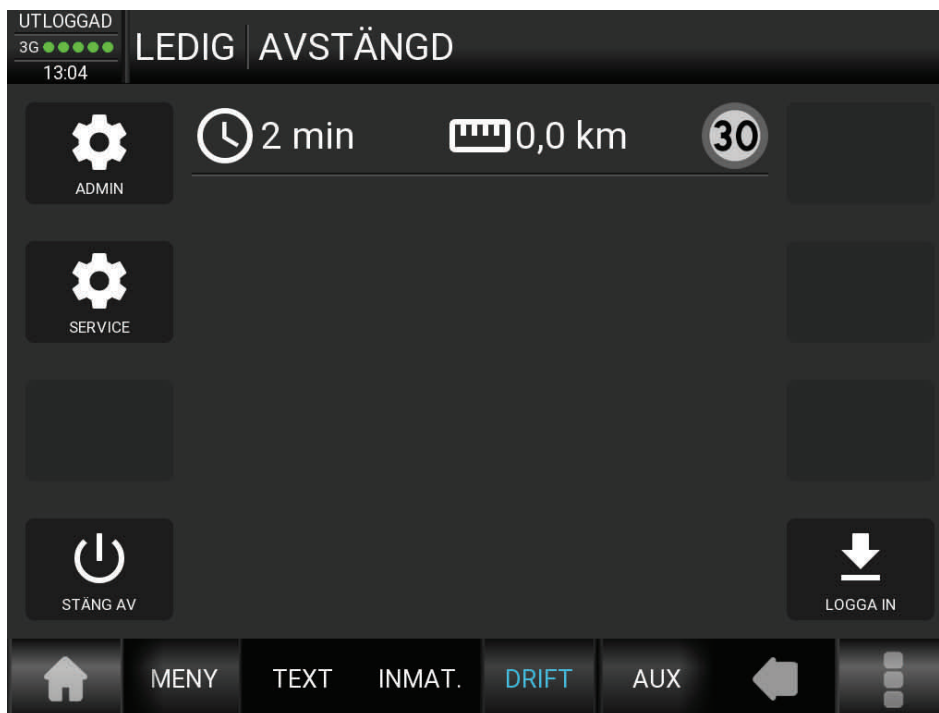 UTLOGGAD
3G
13:04
LEDIG AVSTÄNGD
2 min 0,0 km 30
ADMIN
SERVICE
STÄNG AV
LOGGA IN
MENY TEXT INMAT. DRIFT AUX